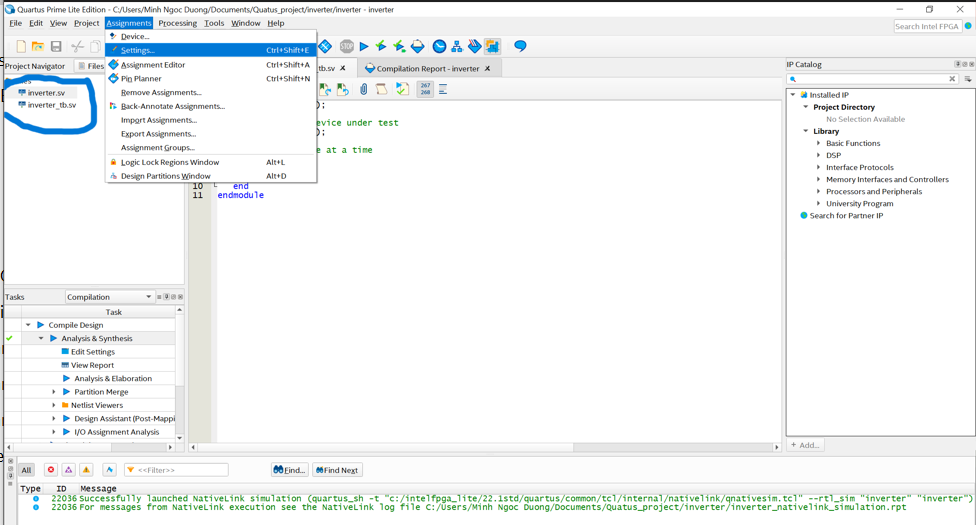 Quartus Prime Lite Edition - C:/Users/Minh Ngoc Duong/Documents/Quatus_project/inverter/inverter - inverter
File Edit View Project Assignments Processing Tools Window Help
Search Intel FPGA
Device...
Settings... Ctrl+Shift+E
Assignment Editor Ctrl+Shift+A
Pin Planner Ctrl+Shift+N
Remove Assignments...
Back-Annotate Assignments...
Import Assignments...
Export Assignments...
Assignment Groups...
Logic Lock Regions Window Alt+L
Design Partitions Window Alt+D
STOP
Project Navigator Files
inverter.sv
inverter_tb.sv
tb.sv Compilation Report - inverter
267
268
);
evice under test
);
e at a time
10 end
11 endmodule
IP Catalog
Installed IP
Project Directory
No Selection Available
Library
Basic Functions
DSP
Interface Protocols
Memory Interfaces and Controllers
Processors and Peripherals
University Program
Search for Partner IP
+ Add...
Tasks Compilation
Task
Compile Design
Analysis & Synthesis
Edit Settings
View Report
Analysis & Elaboration
Partition Merge
Netlist Viewers
Design Assistant (Post-Mappi
I/O Assignment Analysis
All <<Filter>> Find... Find Next
Type ID Message
22036 Successfully launched NativeLink simulation (quartus_sh -t "c:/intelfpga_lite/22.1std/quartus/common/tcl/internal/nativelink/qnativesim.tcl" --rtl_sim "inverter" "inverter")
22036 For messages from NativeLink execution see the NativeLink log file C:/Users/Minh Ngoc Duong/Documents/Quatus_project/inverter/inverter_nativelink_simulation.rpt